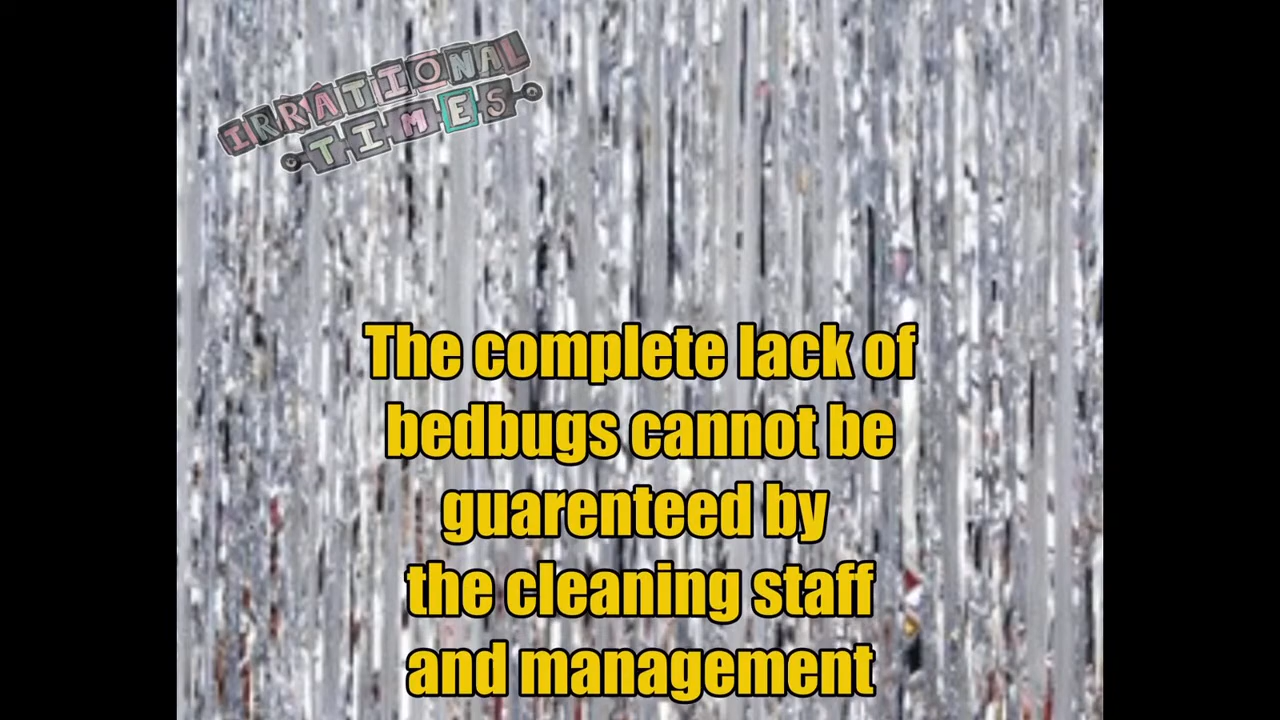 IRRATIONAL
TIMES
The complete lack of
bedbugs cannot be
guarenteed by
the cleaning staff
and management